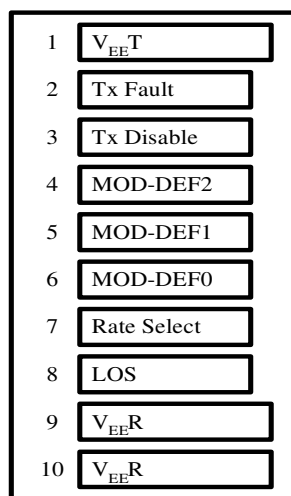 1 VEET
2 Tx Fault
3 Tx Disable
4 MOD-DEF2
5 MOD-DEF1
6 MOD-DEF0
7 Rate Select
8 LOS
9 VEER
10 VEER